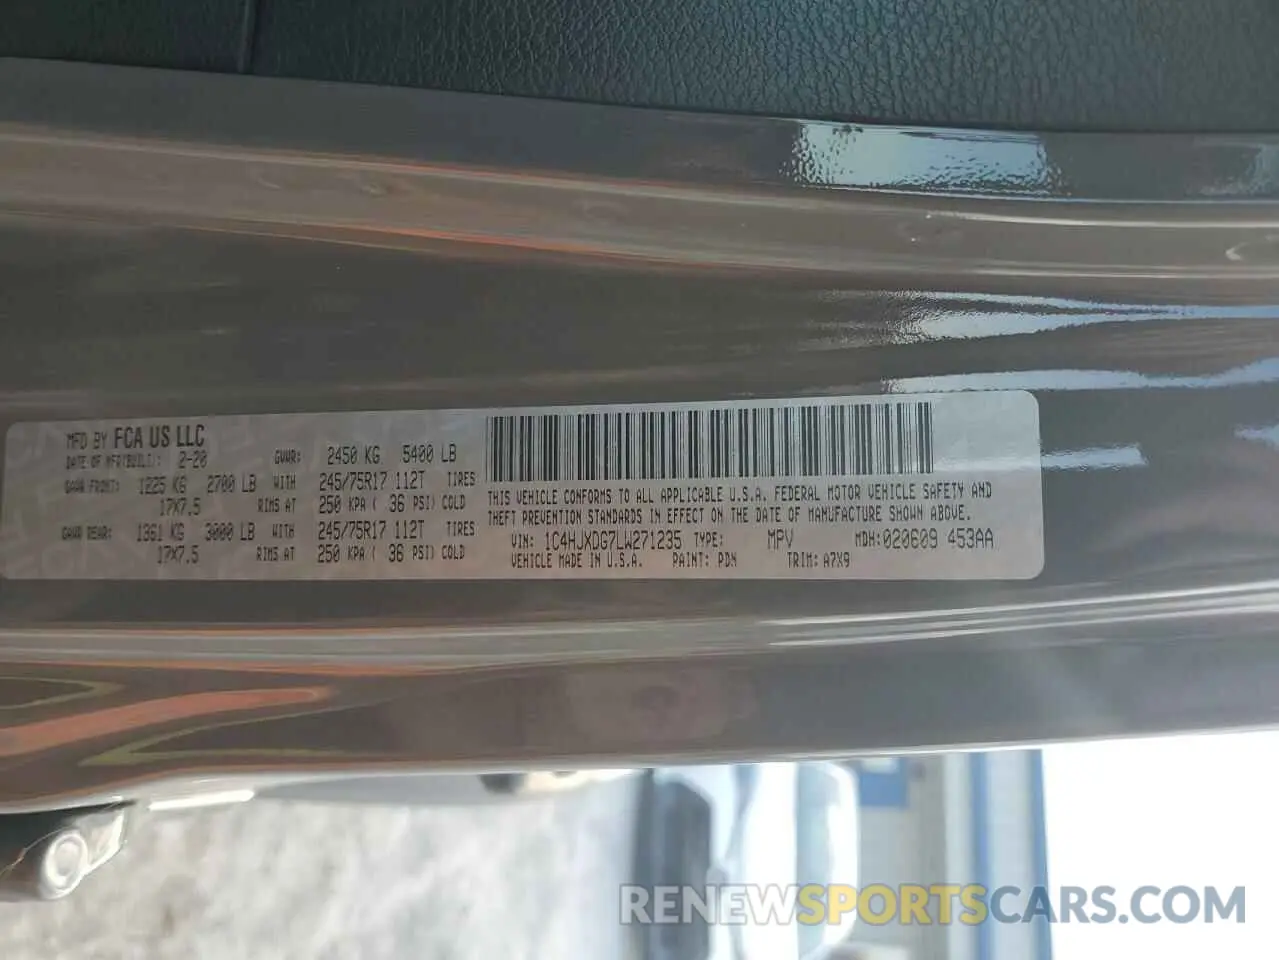 MFD BY FCA US LLC
DATE OF MFR(BUILT): 2-20 GVWR: 2450 KG 5400 LB
GAWR FRONT: 1225 KG 2700 LB WITH 245/75R17 112T TIRES
17X7.5 RIMS AT 250 KPA ( 36 PSI) COLD
GAWR REAR: 1361 KG 3000 LB WITH 245/75R17 112T TIRES
17X7.5 RIMS AT 250 KPA ( 36 PSI) COLD
THIS VEHICLE CONFORMS TO ALL APPLICABLE U.S.A. FEDERAL MOTOR VEHICLE SAFETY AND
THEFT PREVENTION STANDARDS IN EFFECT ON THE DATE OF MANUFACTURE SHOWN ABOVE.
VIN: 1C4HJXDG7LW271235 TYPE: MPV MDH:020609 453AA
VEHICLE MADE IN U.S.A. PAINT: PDN TRIM: A7X9
RENEWSPORTSCARS.COM